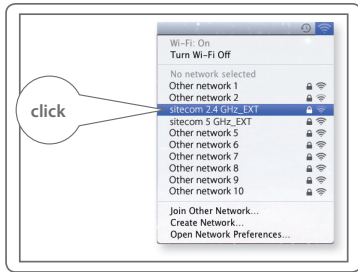 Wi-Fi: On
Turn Wi-Fi Off
No network selected
Other network 1
Other network 2
click
sitecom 2.4 GHz_EXT
sitecom 5 GHz_EXT
Other network 5
Other network 6
Other network 7
Other network 8
Other network 9
Other network 10
Join Other Network...
Create Network...
Open Network Preferences...